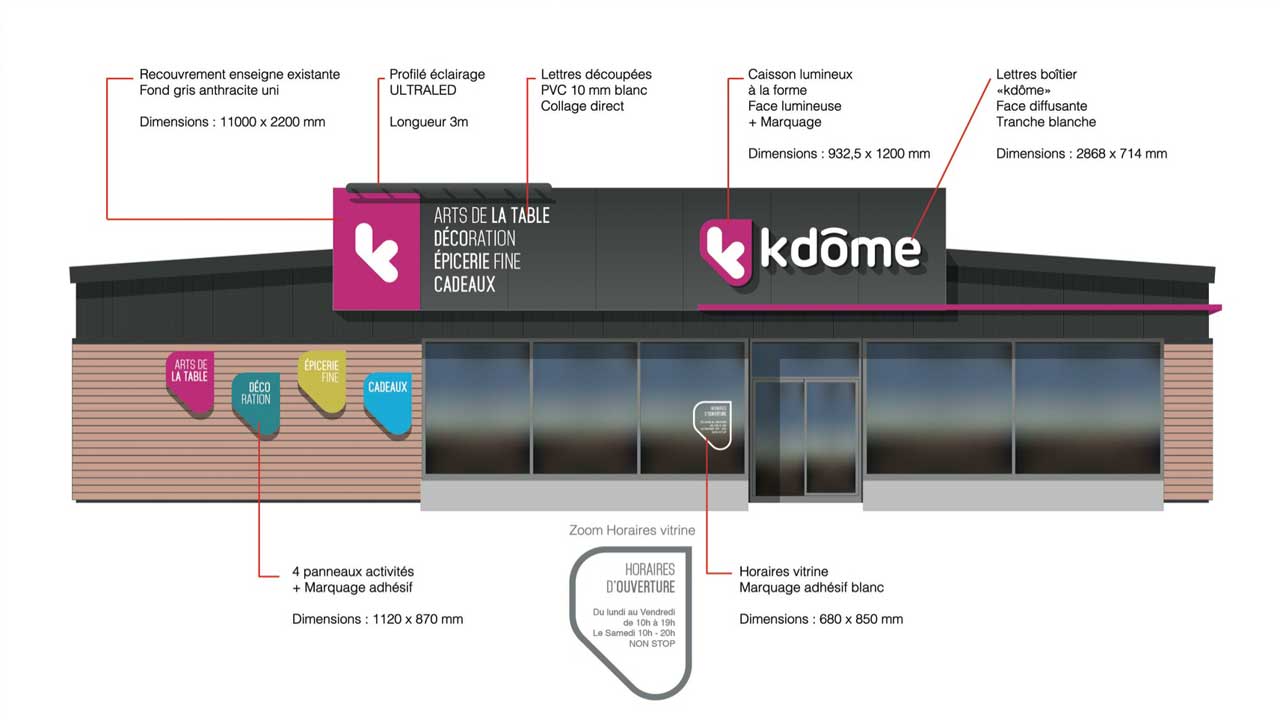 Recouvrement enseigne existante
Fond gris anthracite uni
Dimensions : 11000 x 2200 mm
Profilé éclairage
ULTRALED
Longueur 3m
Lettres découpées
PVC 10 mm blanc
Collage direct
Caisson lumineux
à la forme
Face lumineuse
+ Marquage
Dimensions : 932,5 x 1200 mm
Lettres boîtier
«kdôme»
Face diffusante
Tranche blanche
Dimensions : 2868 x 714 mm
k
ARTS DE LA TABLE
DÉCORATION
ÉPICERIE FINE
CADEAUX
k kdôme
ARTS DE
LA TABLE
DÉCO
RATION
ÉPICERIE
FINE
CADEAUX
HORAIRES
D'OUVERTURE
Zoom Horaires vitrine
HORAIRES
D'OUVERTURE
Du lundi au Vendredi
de 10h à 19h
Le Samedi 10h - 20h
NON STOP
4 panneaux activités
+ Marquage adhésif
Dimensions : 1120 x 870 mm
Horaires vitrine
Marquage adhésif blanc
Dimensions : 680 x 850 mm